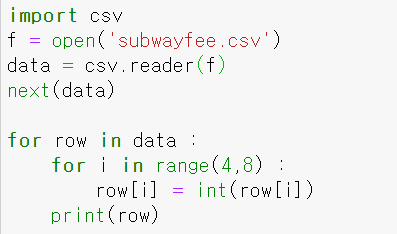 import csv
f = open('subwayfee.csv')
data = csv.reader(f)
next(data)

for row in data :
    for i in range(4,8) :
        row[i] = int(row[i])
    print(row)